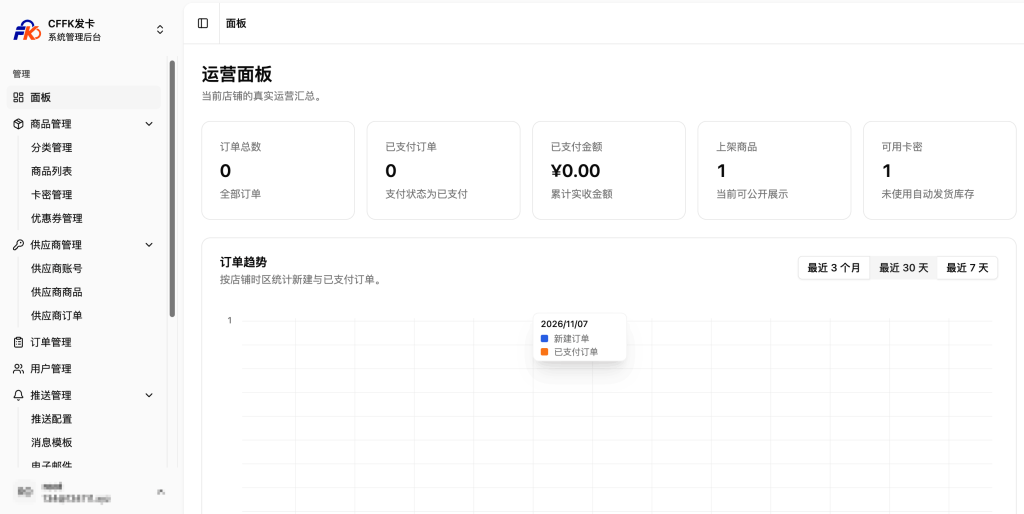 CFFK发卡
系统管理后台
管理
面板
商品管理
分类管理
商品列表
卡密管理
优惠券管理
供应商管理
供应商账号
供应商商品
供应商订单
订单管理
用户管理
推送管理
推送配置
消息模板
电子邮件
面板
运营面板
当前店铺的真实运营汇总。
订单总数
0
全部订单
已支付订单
0
支付状态为已支付
已支付金额
¥0.00
累计实收金额
上架商品
1
当前可公开展示
可用卡密
1
未使用自动发货库存
订单趋势
按店铺时区统计新建与已支付订单。
最近 3 个月
最近 30 天
最近 7 天
1
2026/11/07
新建订单
已支付订单